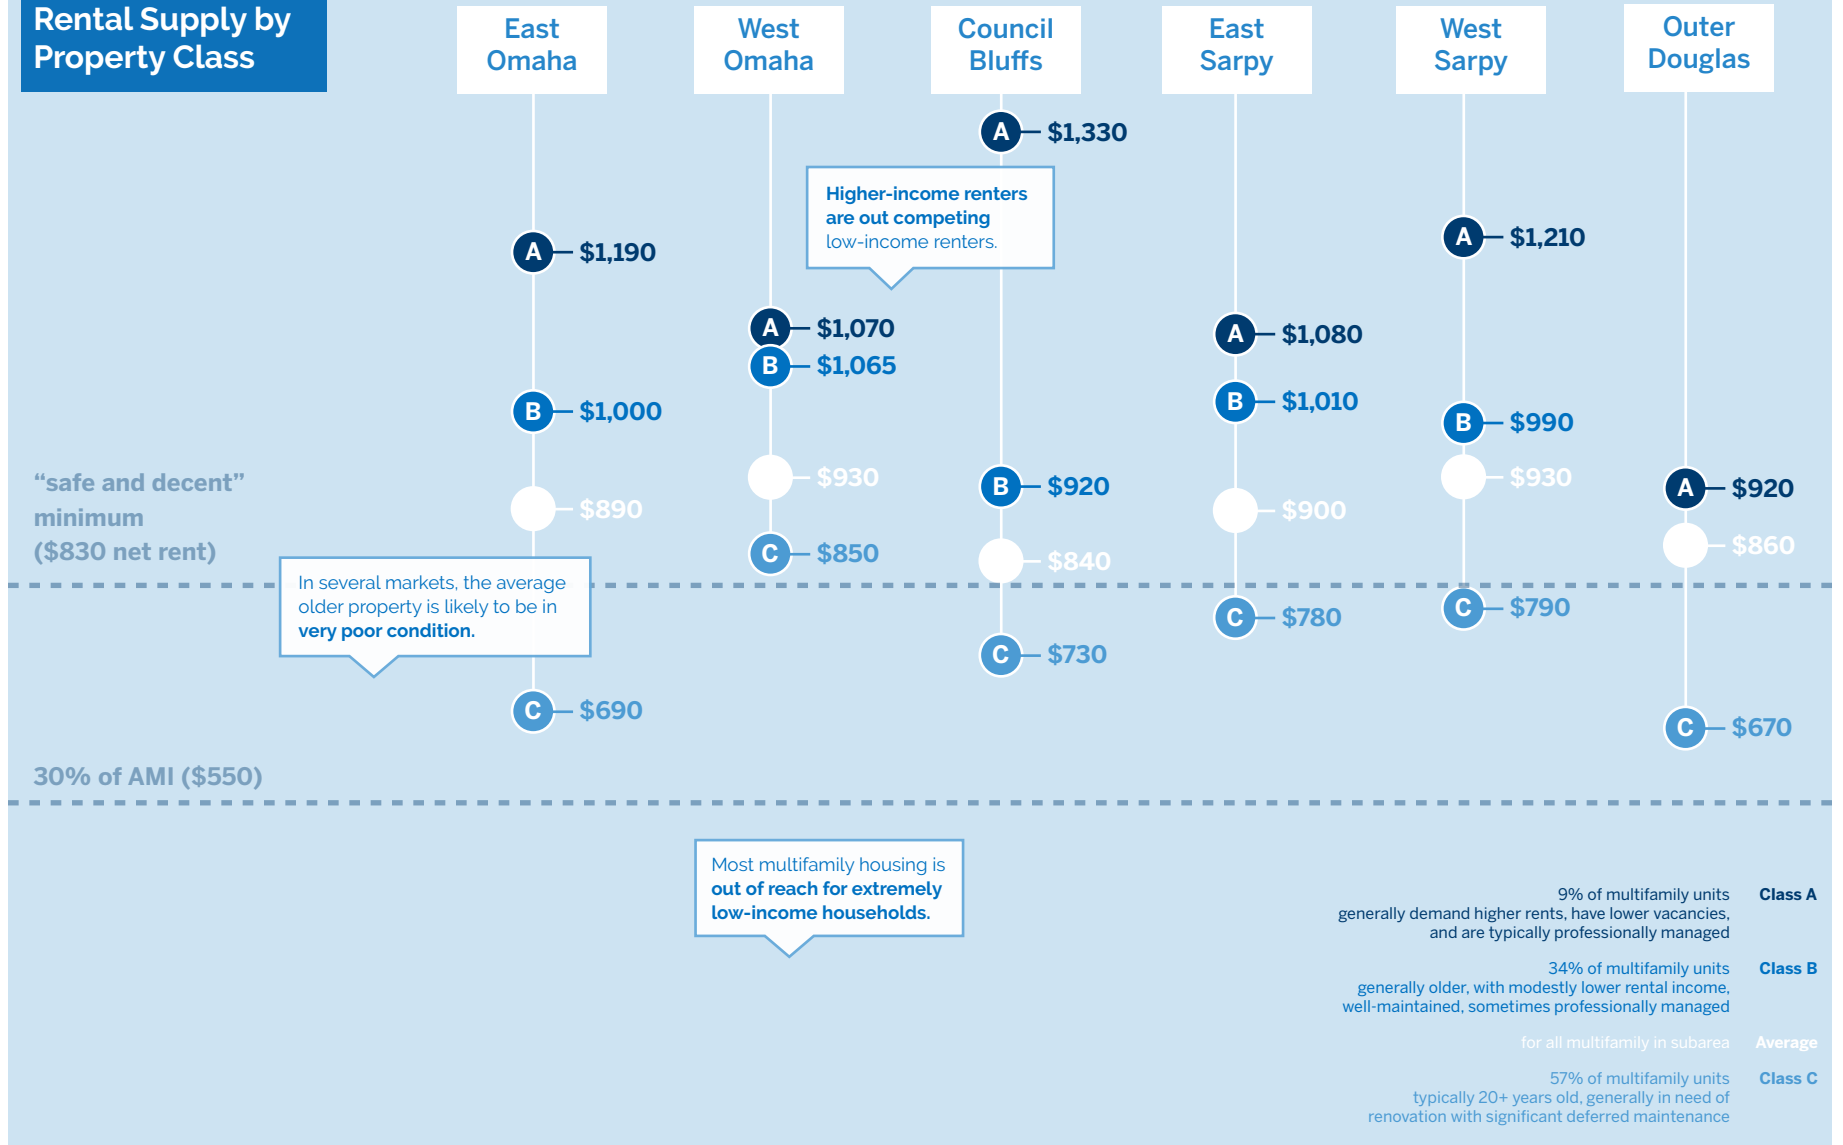 Rental Supply by
Property Class
East
Omaha
West
Omaha
Council
Bluffs
East
Sarpy
West
Sarpy
Outer
Douglas
A $1,330
Higher-income renters
are out competing
low-income renters.
A $1,190
A $1,210
A $1,070
A $1,080
B $1,065
B $1,000
B $1,010
B $990
$930
$930
"safe and decent"
minimum
($830 net rent)
B $920
A $920
$890
$900
$860
C $850
$840
In several markets, the average
older property is likely to be in
very poor condition.
C $790
C $780
C $730
C $690
C $670
30% of AMI ($550)
Most multifamily housing is
out of reach for extremely
low-income households.
9% of multifamily units Class A
generally demand higher rents, have lower vacancies,
and are typically professionally managed
34% of multifamily units Class B
generally older, with modestly lower rental income,
well-maintained, sometimes professionally managed
for all multifamily in subarea Average
57% of multifamily units Class C
typically 20+ years old, generally in need of
renovation with significant deferred maintenance